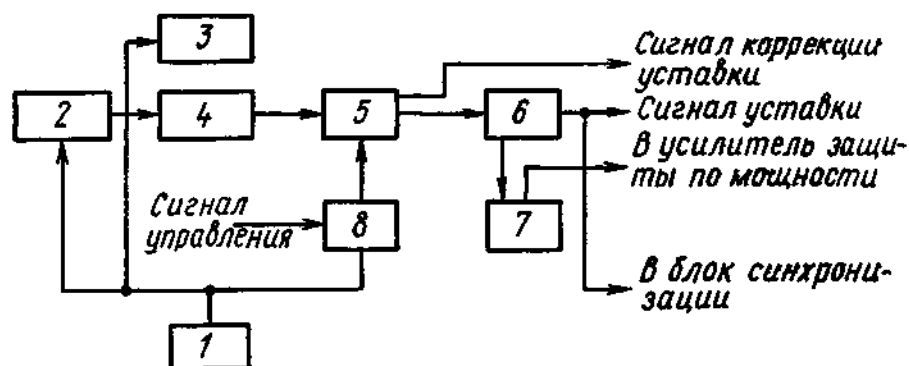 3
Сигнал коррекции
уставки
2
4
5
6
Сигнал уставки
В усилитель защи-
ты по мощности
Сигнал
управления
8
7
В блок синхрони-
зации
1